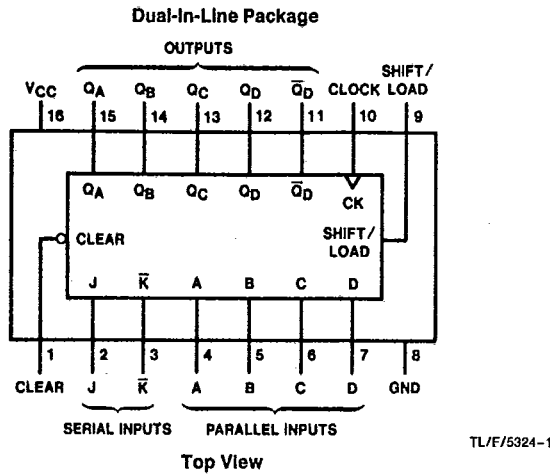 Dual-In-Line Package
OUTPUTS
VCC QA QB QC QD Q̅D CLOCK SHIFT/
LOAD
16 15 14 13 12 11 10 9
QA QB QC QD Q̅D CK
CLEAR
SHIFT/
LOAD
J K̅ A B C D
1 2 3 4 5 6 7 8
CLEAR J K̅ A B C D GND
SERIAL INPUTS PARALLEL INPUTS
TL/F/5324-1
Top View